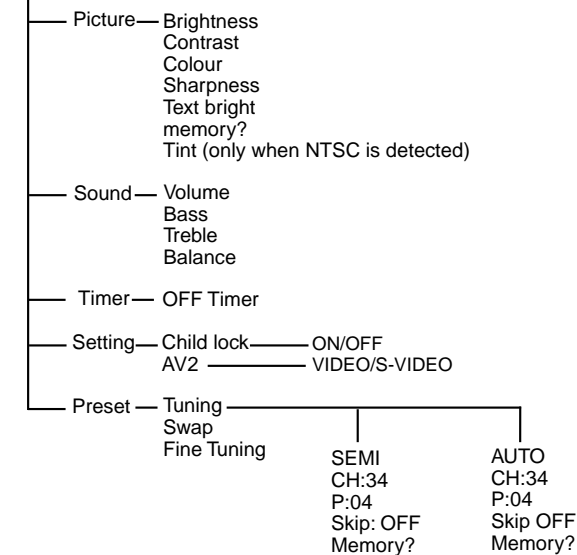 Picture Brightness
Contrast
Colour
Sharpness
Text bright
memory?
Tint (only when NTSC is detected)
Sound Volume
Bass
Treble
Balance
Timer OFF Timer
Setting Child lock ON/OFF
AV2 VIDEO/S-VIDEO
Preset Tuning
Swap
Fine Tuning
SEMI
CH:34
P:04
Skip: OFF
Memory?
AUTO
CH:34
P:04
Skip OFF
Memory?